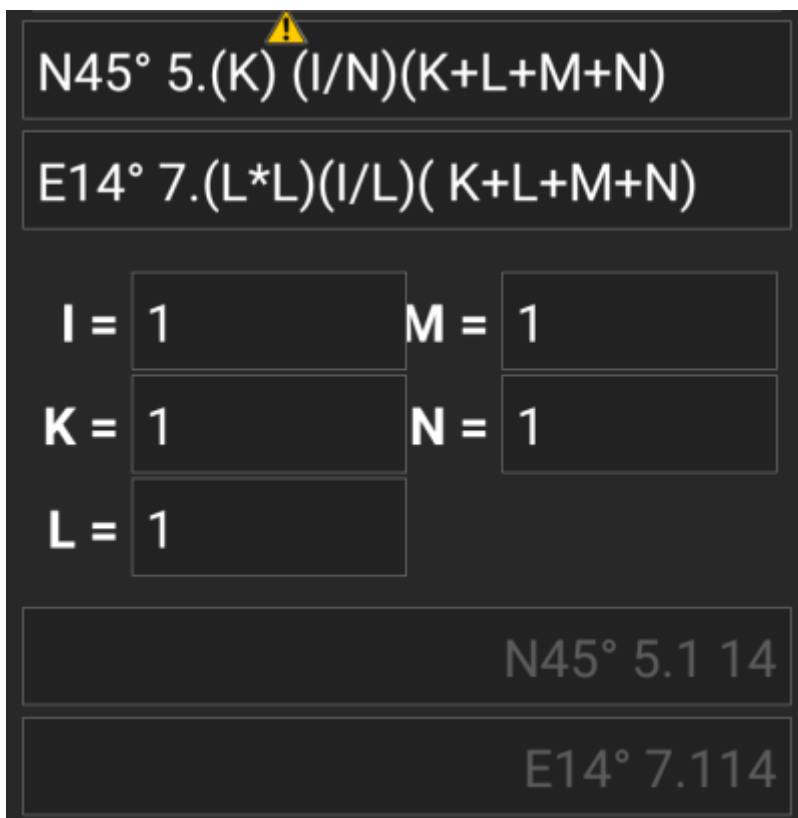 N45° 5.(K) (I/N)(K+L+M+N)
E14° 7.(L*L)(I/L)( K+L+M+N)
I = 1 M = 1
K = 1 N = 1
L = 1
N45° 5.1 14
E14° 7.114